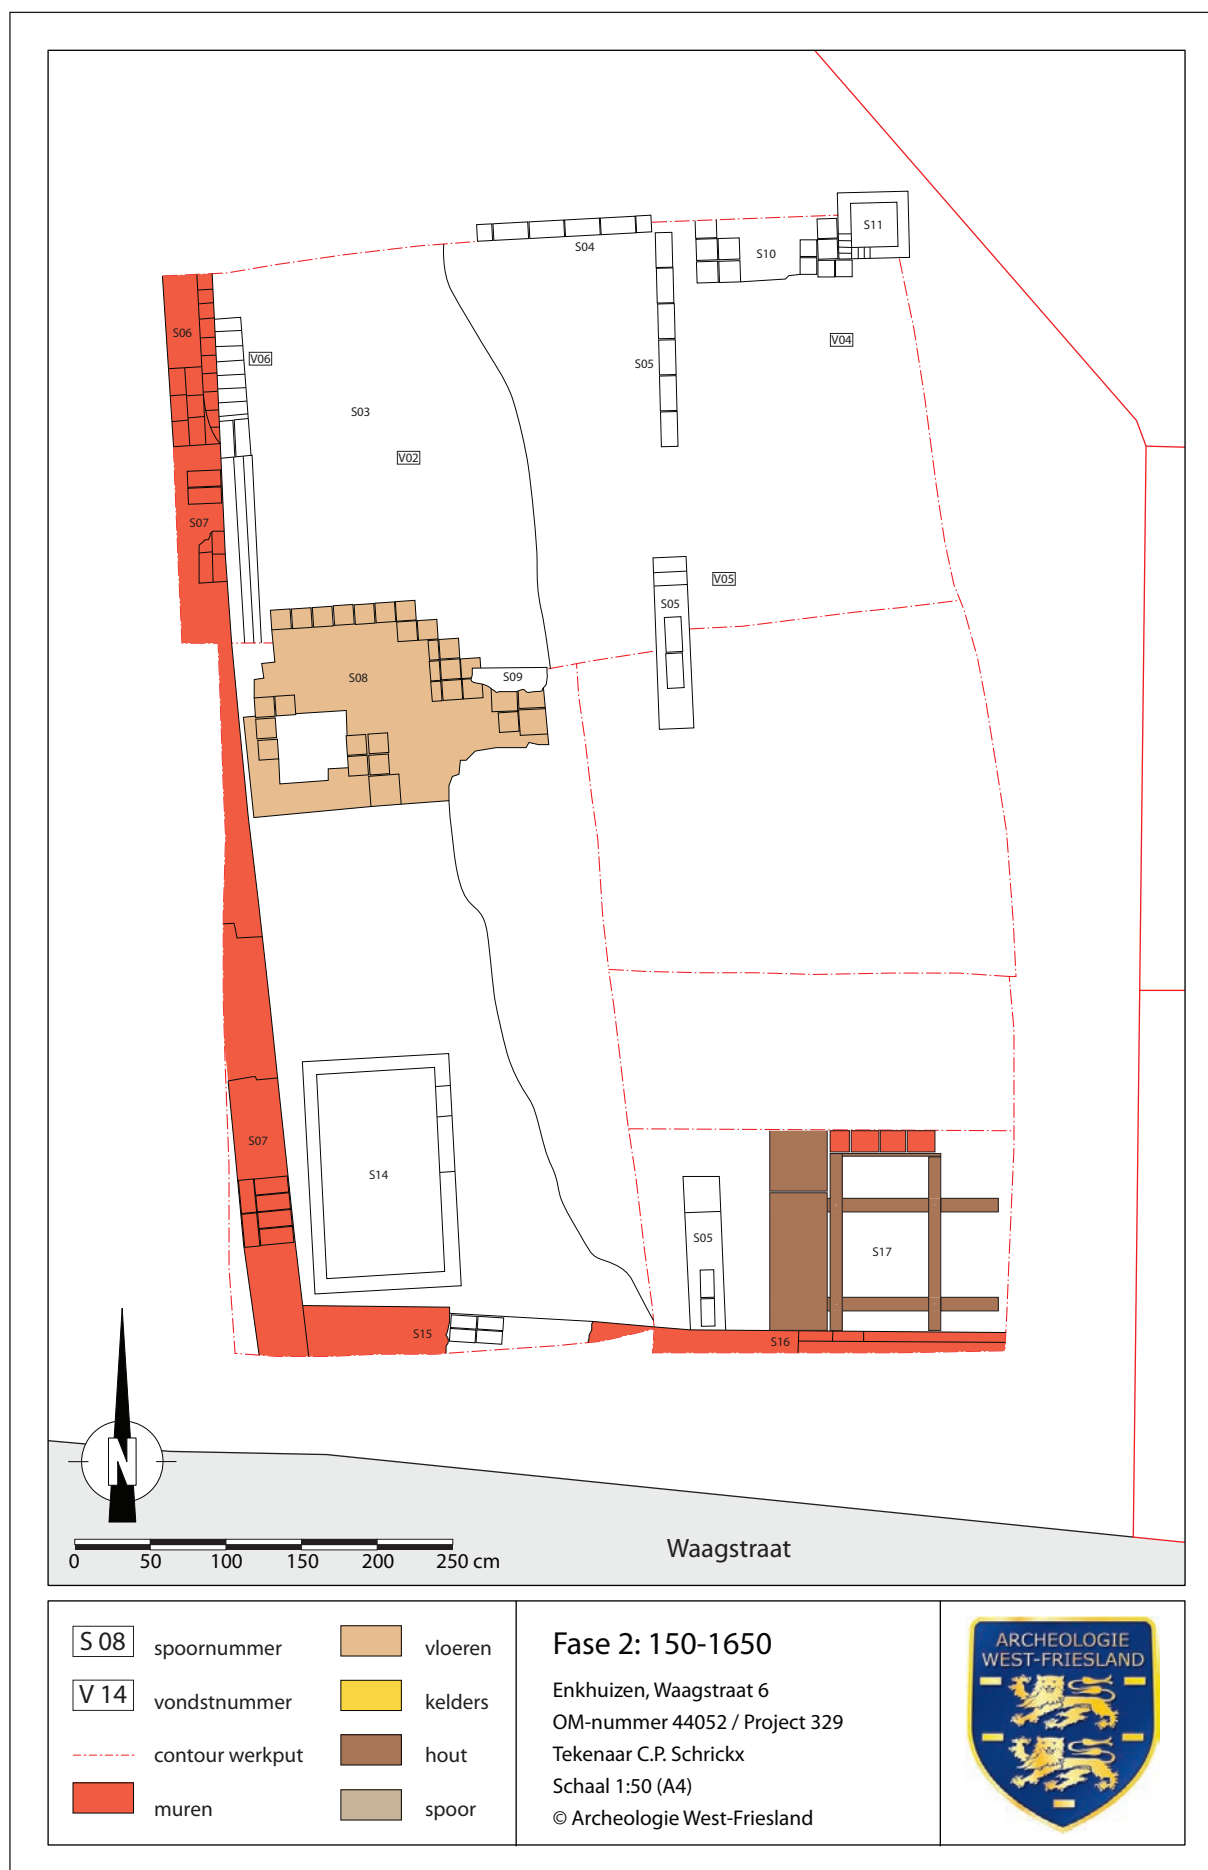 S11
S04
S10
S06
V04
V06
S05
S03
V02
S07
V05
S05
S08
S09
S07
S14
S05
S17
S15
S16
N
0 50 100 150 200 250 cm
Waagstraat
S 08 spoornummer
V 14 vondstnummer
contour werkput
muren
vloeren
kelders
hout
spoor
Fase 2: 150-1650
Enkhuizen, Waagstraat 6
OM-nummer 44052 / Project 329
Tekenaar C.P. Schrickx
Schaal 1:50 (A4)
© Archeologie West-Friesland
ARCHEOLOGIE
WEST-FRIESLAND